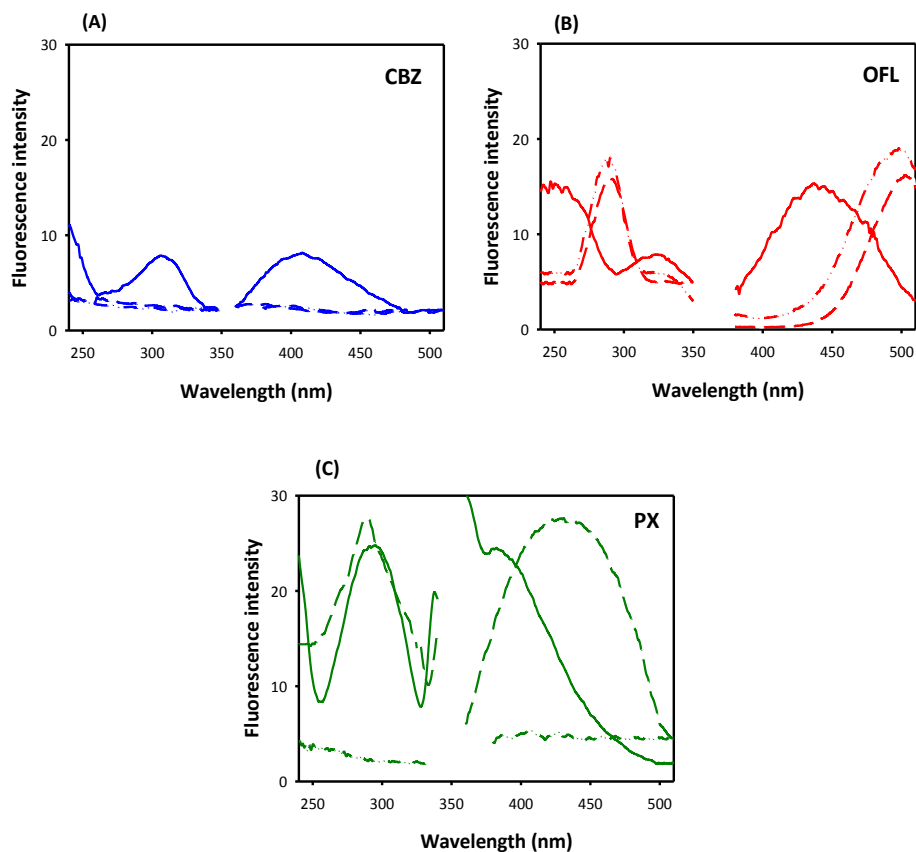 (A)
30
20
10
0
CBZ
Fluorescence intensity
250 300 350 400 450 500
Wavelength (nm)
(B)
30
20
10
0
OFL
Fluorescence intensity
250 300 350 400 450 500
Wavelength (nm)
(C)
30
20
10
0
PX
Fluorescence intensity
250 300 350 400 450 500
Wavelength (nm)